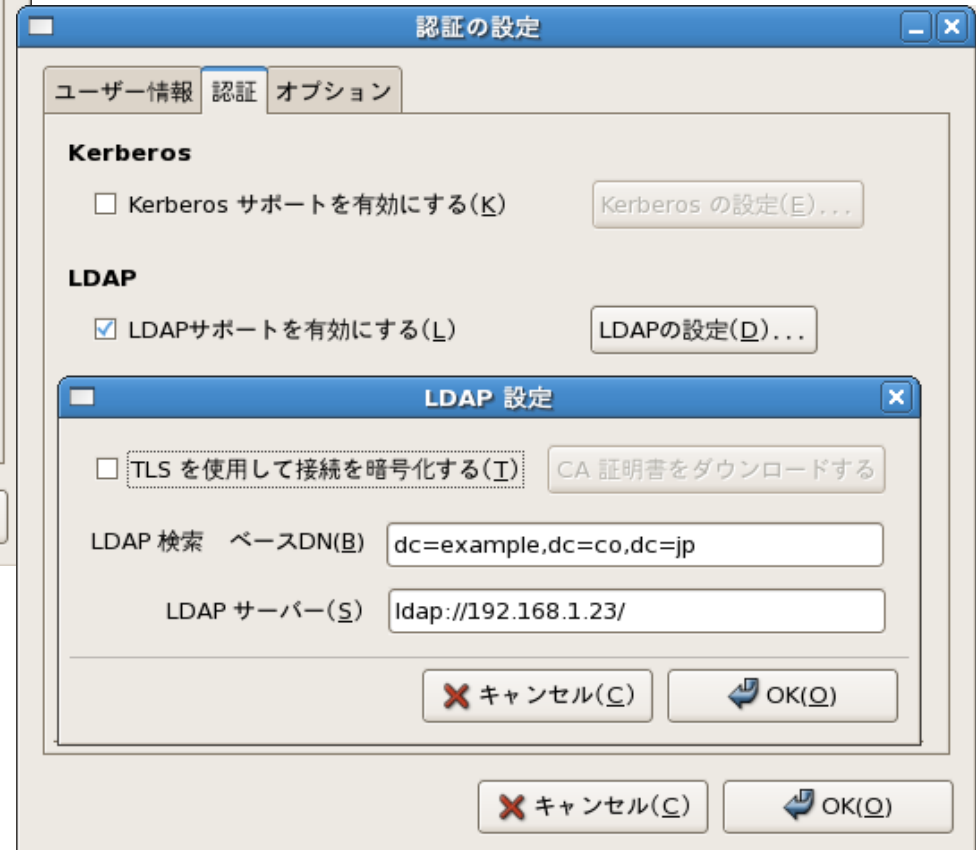 認証の設定
ユーザー情報 認証 オプション
Kerberos
Kerberos サポートを有効にする(K) Kerberos の設定(E)...
LDAP
LDAPサポートを有効にする(L) LDAPの設定(D)...
LDAP 設定
TLS を使用して接続を暗号化する(T) CA 証明書をダウンロードする
LDAP 検索 ベースDN(B) dc=example,dc=co,dc=jp
LDAP サーバー(S) ldap://192.168.1.23/
キャンセル(C) OK(O)
キャンセル(C) OK(O)